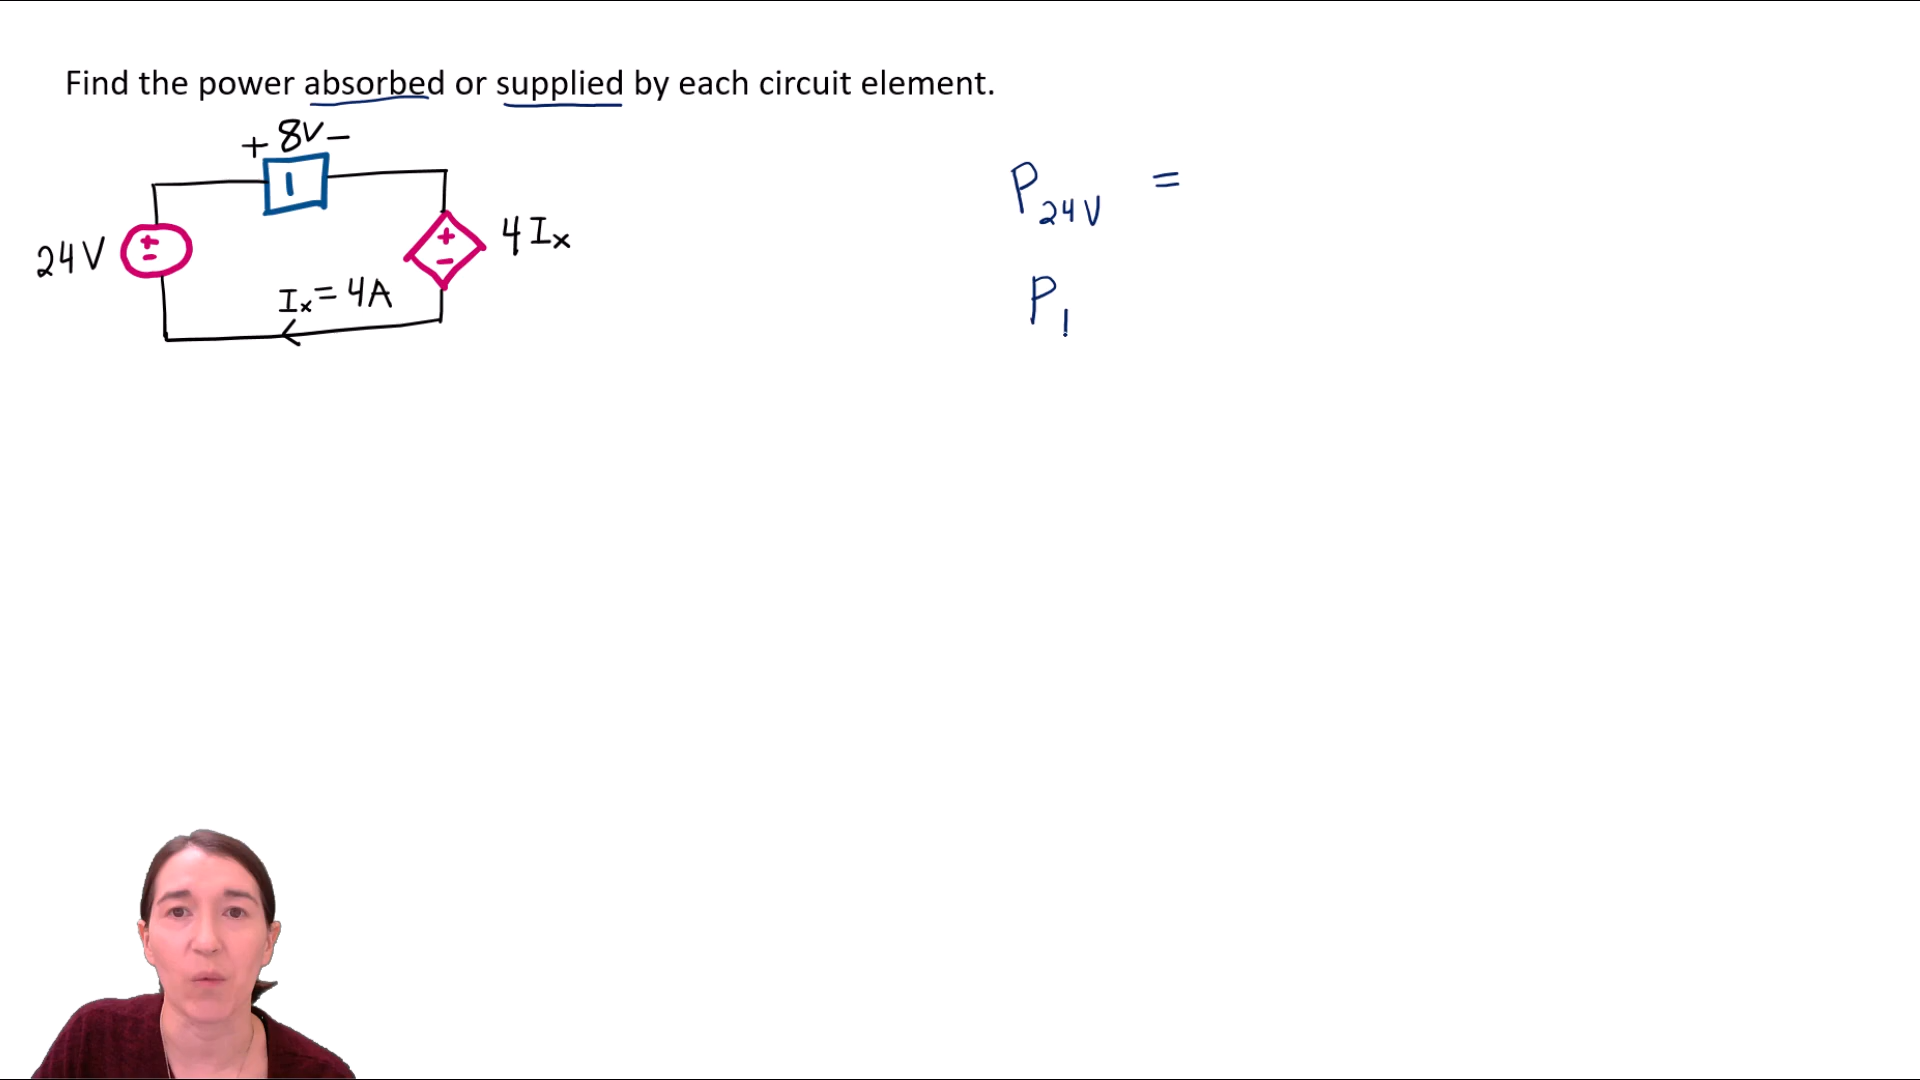 Find the power absorbed or supplied by each circuit element.
+ 8V −
1
24V
+
−
+
−
4Iₓ
Iₓ = 4A
P₂₄ᵥ =
P₁